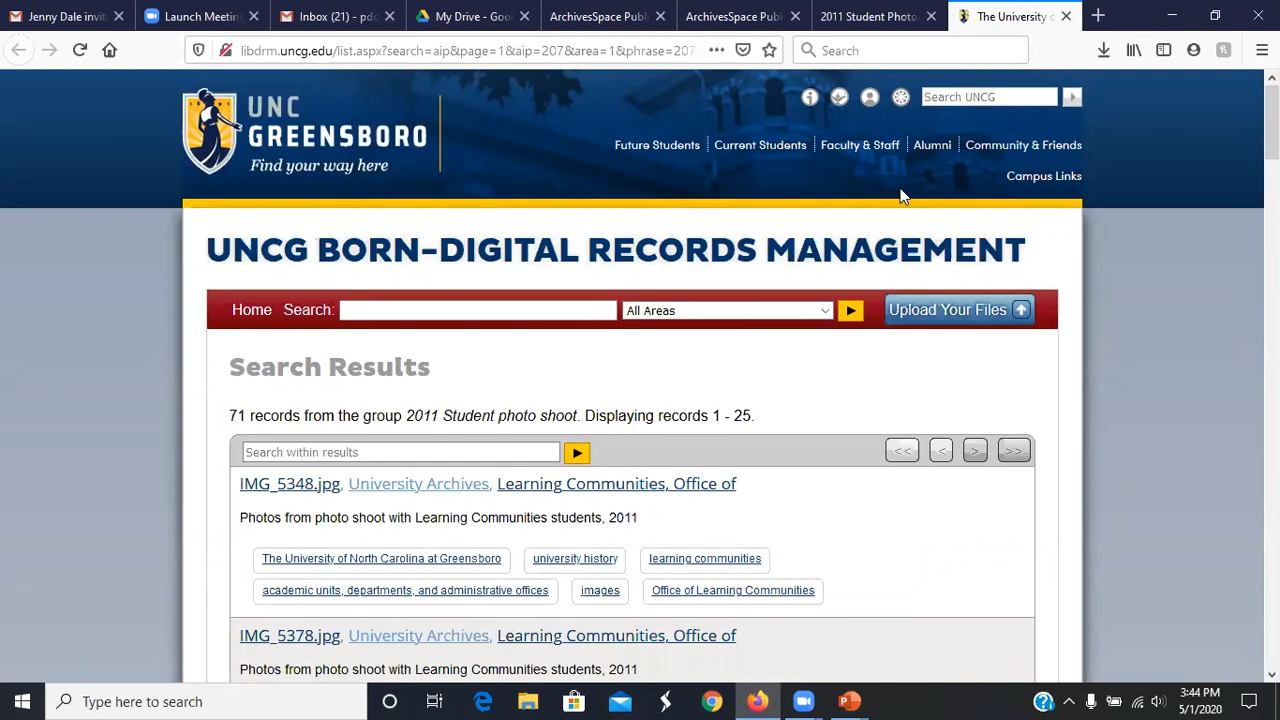 Jenny Dale invit
Launch Meetin
Inbox (21) - pdc
My Drive - Goo
ArchivesSpace Publ
ArchivesSpace Pub
2011 Student Photo
The University o
libdrm.uncg.edu/list.aspx?search=aip&page=1&aip=207&area=1&phrase=207
Search
UNC
GREENSBORO
Find your way here
Search UNCG
Future Students
Current Students
Faculty & Staff
Alumni
Community & Friends
Campus Links
UNCG BORN-DIGITAL RECORDS MANAGEMENT
Home Search: All Areas Upload Your Files
Search Results
71 records from the group 2011 Student photo shoot. Displaying records 1 - 25.
Search within results << < > >>
IMG_5348.jpg, University Archives, Learning Communities, Office of
Photos from photo shoot with Learning Communities students, 2011
The University of North Carolina at Greensboro university history learning communities
academic units, departments, and administrative offices images Office of Learning Communities
IMG_5378.jpg, University Archives, Learning Communities, Office of
Photos from photo shoot with Learning Communities students, 2011
Type here to search
3:44 PM
5/1/2020